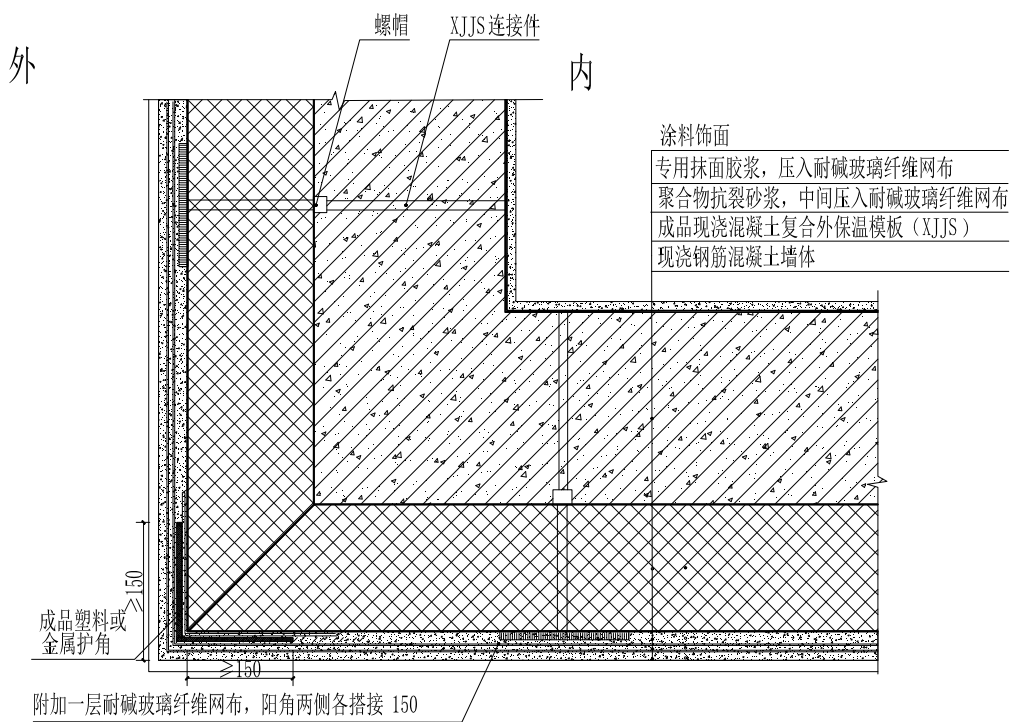 螺帽
XJJS连接件
外
内
涂料饰面
专用抹面胶浆，压入耐碱玻璃纤维网布
聚合物抗裂砂浆，中间压入耐碱玻璃纤维网布
成品现浇混凝土复合外保温模板（XJJS）
现浇钢筋混凝土墙体
≥150
成品塑料或
金属护角
≥150
附加一层耐碱玻璃纤维网布，阳角两侧各搭接 150